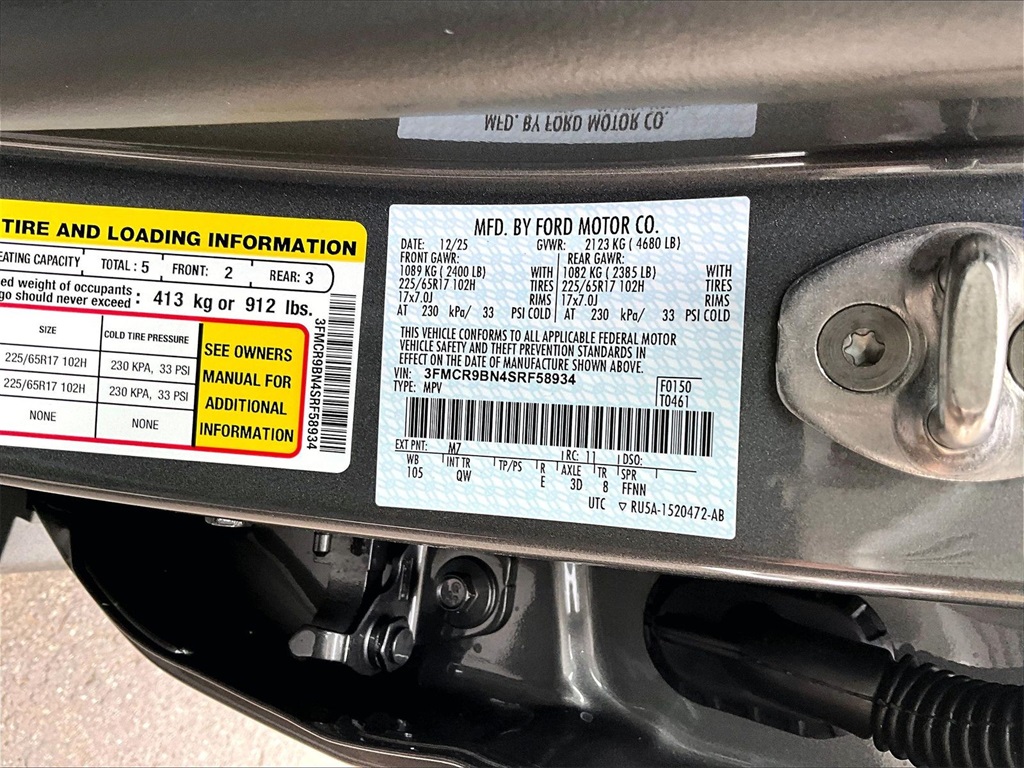 MFD. BY FORD MOTOR CO.
TIRE AND LOADING INFORMATION
EATING CAPACITY TOTAL : 5 FRONT: 2 REAR: 3
ed weight of occupants
go should never exceed : 413 kg or 912 lbs.
SIZE COLD TIRE PRESSURE
225/65R17 102H 230 KPA, 33 PSI
225/65R17 102H 230 KPA, 33 PSI
NONE NONE
SEE OWNERS
MANUAL FOR
ADDITIONAL
INFORMATION
3FMCR9BN4SRF58934
MFD. BY FORD MOTOR CO.
DATE: 12/25 GVWR: 2123 KG ( 4680 LB)
FRONT GAWR: REAR GAWR:
1089 KG (2400 LB) WITH 1082 KG ( 2385 LB) WITH
225/65R17 102H TIRES 225/65R17 102H TIRES
17x7.0J RIMS 17x7.0J RIMS
AT 230 kPa/ 33 PSI COLD AT 230 kPa/ 33 PSI COLD
THIS VEHICLE CONFORMS TO ALL APPLICABLE FEDERAL MOTOR
VEHICLE SAFETY AND THEFT PREVENTION STANDARDS IN
EFFECT ON THE DATE OF MANUFACTURE SHOWN ABOVE.
VIN: 3FMCR9BN4SRF58934
TYPE: MPV
F0150
T0461
EXT PNT: M7 RC: 11 DSO:
WB INT TR TP/PS R AXLE TR SPR
105 QW E 3D 8 FFNN
UTC ▽ RU5A-1520472-AB